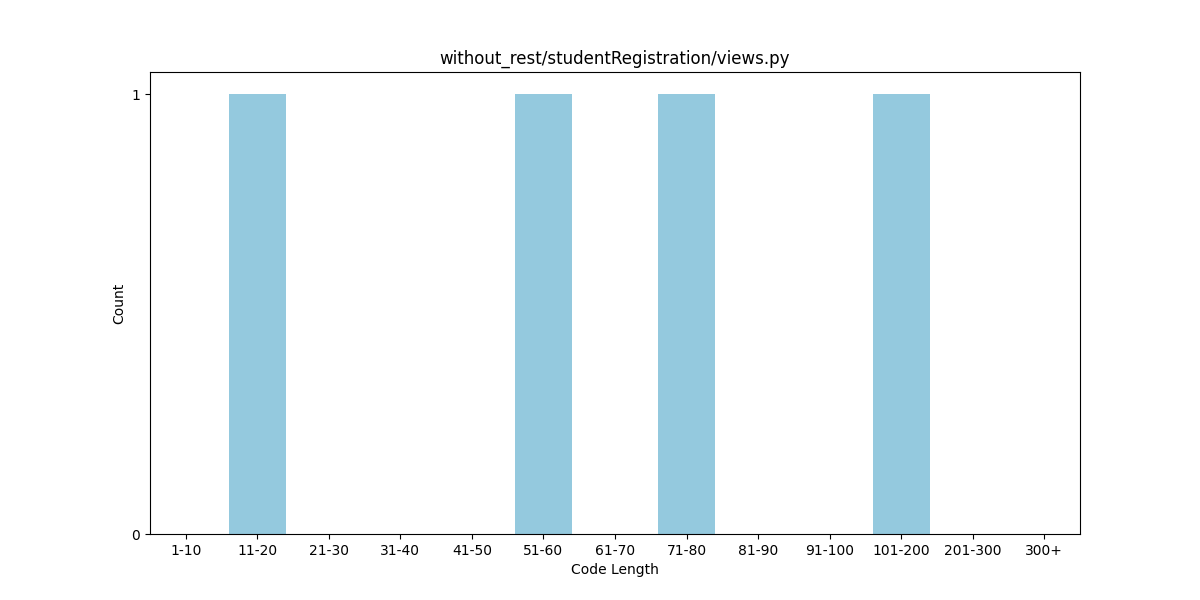 without_rest/studentRegistration/views.py
Count
1
0
1-10 11-20 21-30 31-40 41-50 51-60 61-70 71-80 81-90 91-100 101-200 201-300 300+
Code Length